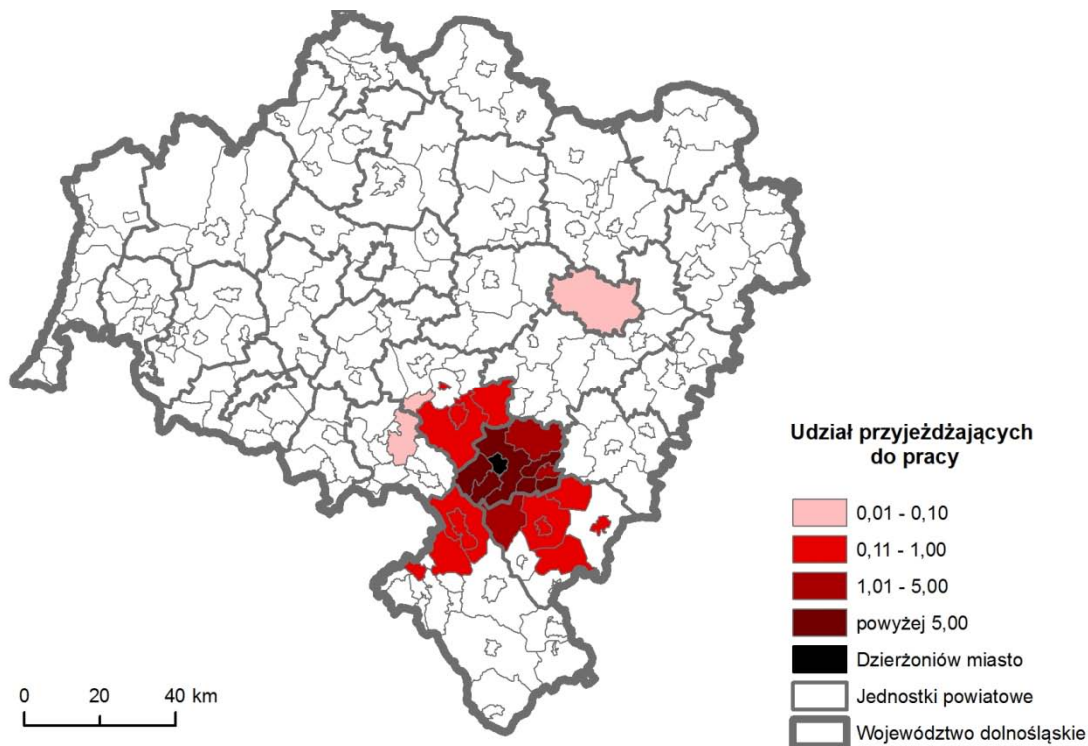 Udział przyjeżdżających
do pracy
0,01 - 0,10
0,11 - 1,00
1,01 - 5,00
powyżej 5,00
Dzierżoniów miasto
Jednostki powiatowe
Województwo dolnośląskie
0 20 40 km